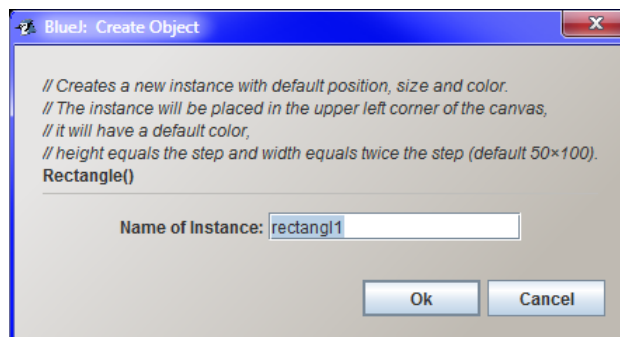 BlueJ: Create Object
// Creates a new instance with default position, size and color.
// The instance will be placed in the upper left corner of the canvas,
// it will have a default color,
// height equals the step and width equals twice the step (default 50×100).
Rectangle()
Name of Instance: rectangl1
Ok Cancel